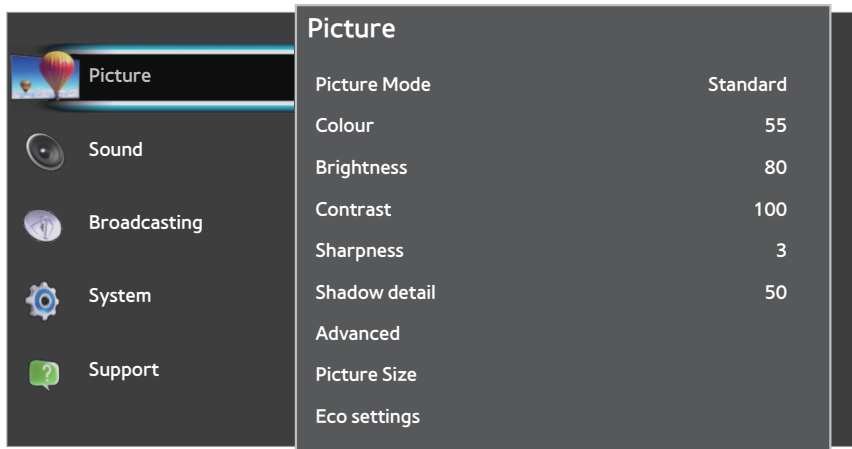 Picture
Sound
Broadcasting
System
Support
Picture
Picture Mode Standard
Colour 55
Brightness 80
Contrast 100
Sharpness 3
Shadow detail 50
Advanced
Picture Size
Eco settings